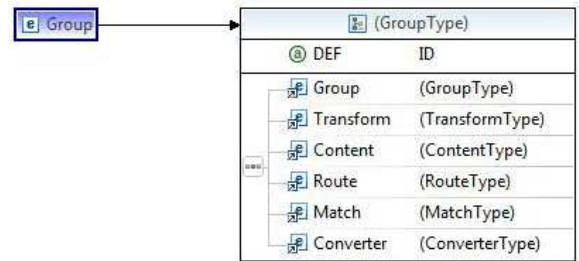 e Group
(GroupType)
a DEF ID
e Group (GroupType)
e Transform (TransformType)
e Content (ContentType)
e Route (RouteType)
e Match (MatchType)
e Converter (ConverterType)